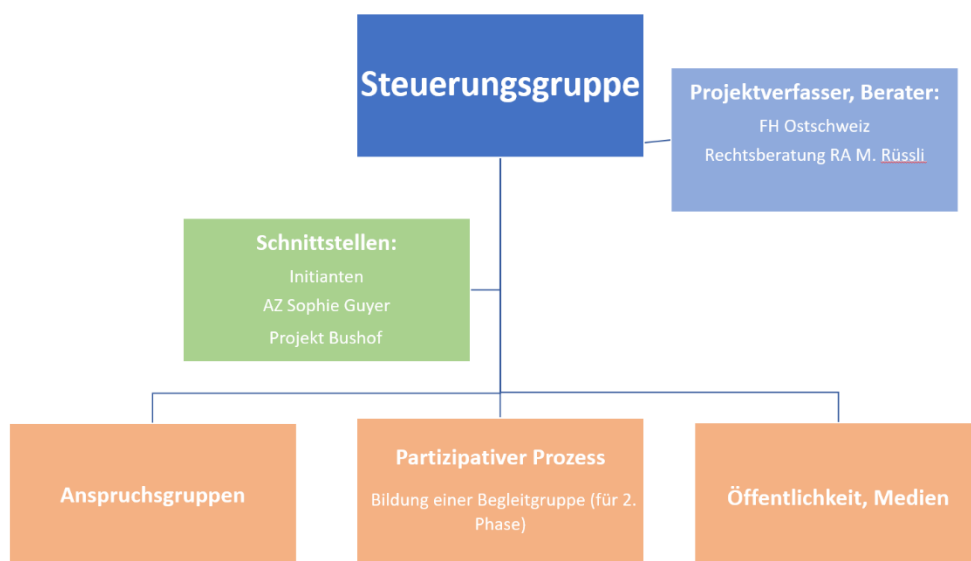 Steuerungsgruppe
Projektverfasser, Berater:
FH Ostschweiz
Rechtsberatung RA M. Rüssli
Schnittstellen:
Initianten
AZ Sophie Guyer
Projekt Bushof
Anspruchsgruppen
Partizipativer Prozess
Bildung einer Begleitgruppe (für 2.
Phase)
Öffentlichkeit, Medien